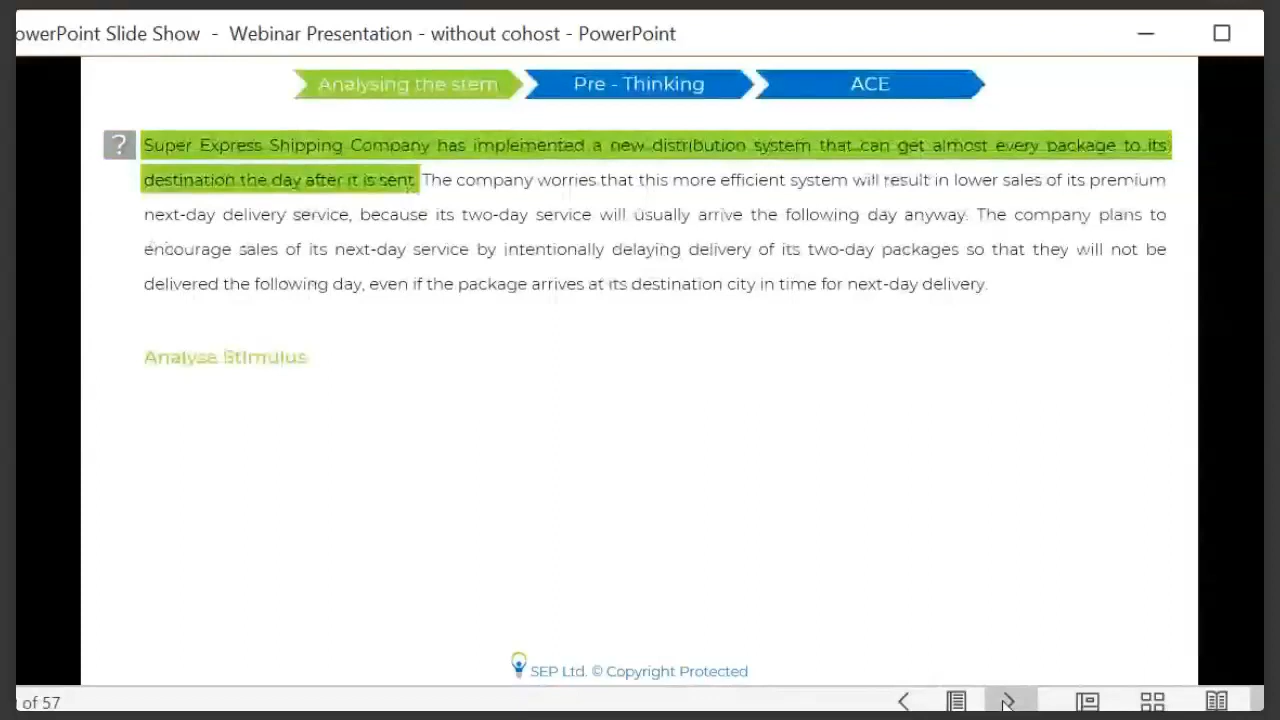 owerPoint Slide Show - Webinar Presentation - without cohost - PowerPoint
Analysing the stem
Pre - Thinking
ACE
?
Super Express Shipping Company has implemented a new distribution system that can get almost every package to its
destination the day after it is sent. The company worries that this more efficient system will result in lower sales of its premium
next-day delivery service, because its two-day service will usually arrive the following day anyway. The company plans to
encourage sales of its next-day service by intentionally delaying delivery of its two-day packages so that they will not be
delivered the following day, even if the package arrives at its destination city in time for next-day delivery.
Analyse Stimulus
SEP Ltd. © Copyright Protected
of 57